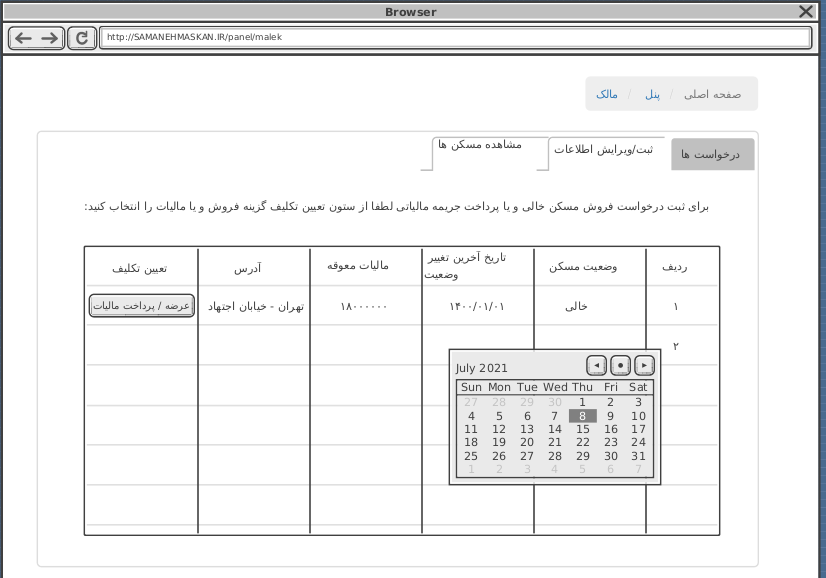 Browser
http://SAMANEHMASKAN.IR/panel/malek
صفحه اصلی / پنل / مالک
درخواست ها
ثبت/ویرایش اطلاعات
مشاهده مسکن ها
برای ثبت درخواست فروش مسکن خالی و یا پرداخت جریمه مالیاتی لطفا از ستون تعیین تکلیف گزینه فروش و یا مالیات را انتخاب کنید:
ردیف وضعیت مسکن تاریخ آخرین تغییر وضعیت مالیات معوقه آدرس تعیین تکلیف
۱ خالی ۱۴۰۰/۰۱/۰۱ ۱۸۰۰۰۰۰۰ تهران - خیابان اجتهاد عرضه / پرداخت مالیات
۲
July 2021
Sun Mon Tue Wed Thu Fri Sat
27 28 29 30 1 2 3
4 5 6 7 8 9 10
11 12 13 14 15 16 17
18 19 20 21 22 23 24
25 26 27 28 29 30 31
1 2 3 4 5 6 7